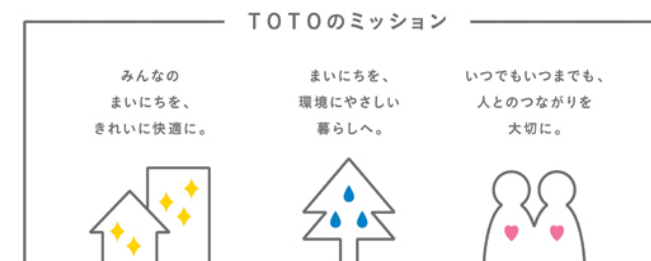 TOTOのミッション
みんなの
まいにちを、
きれいに快適に。
まいにちを、
環境にやさしい
暮らしへ。
いつでもいつまでも、
人とのつながりを
大切に。